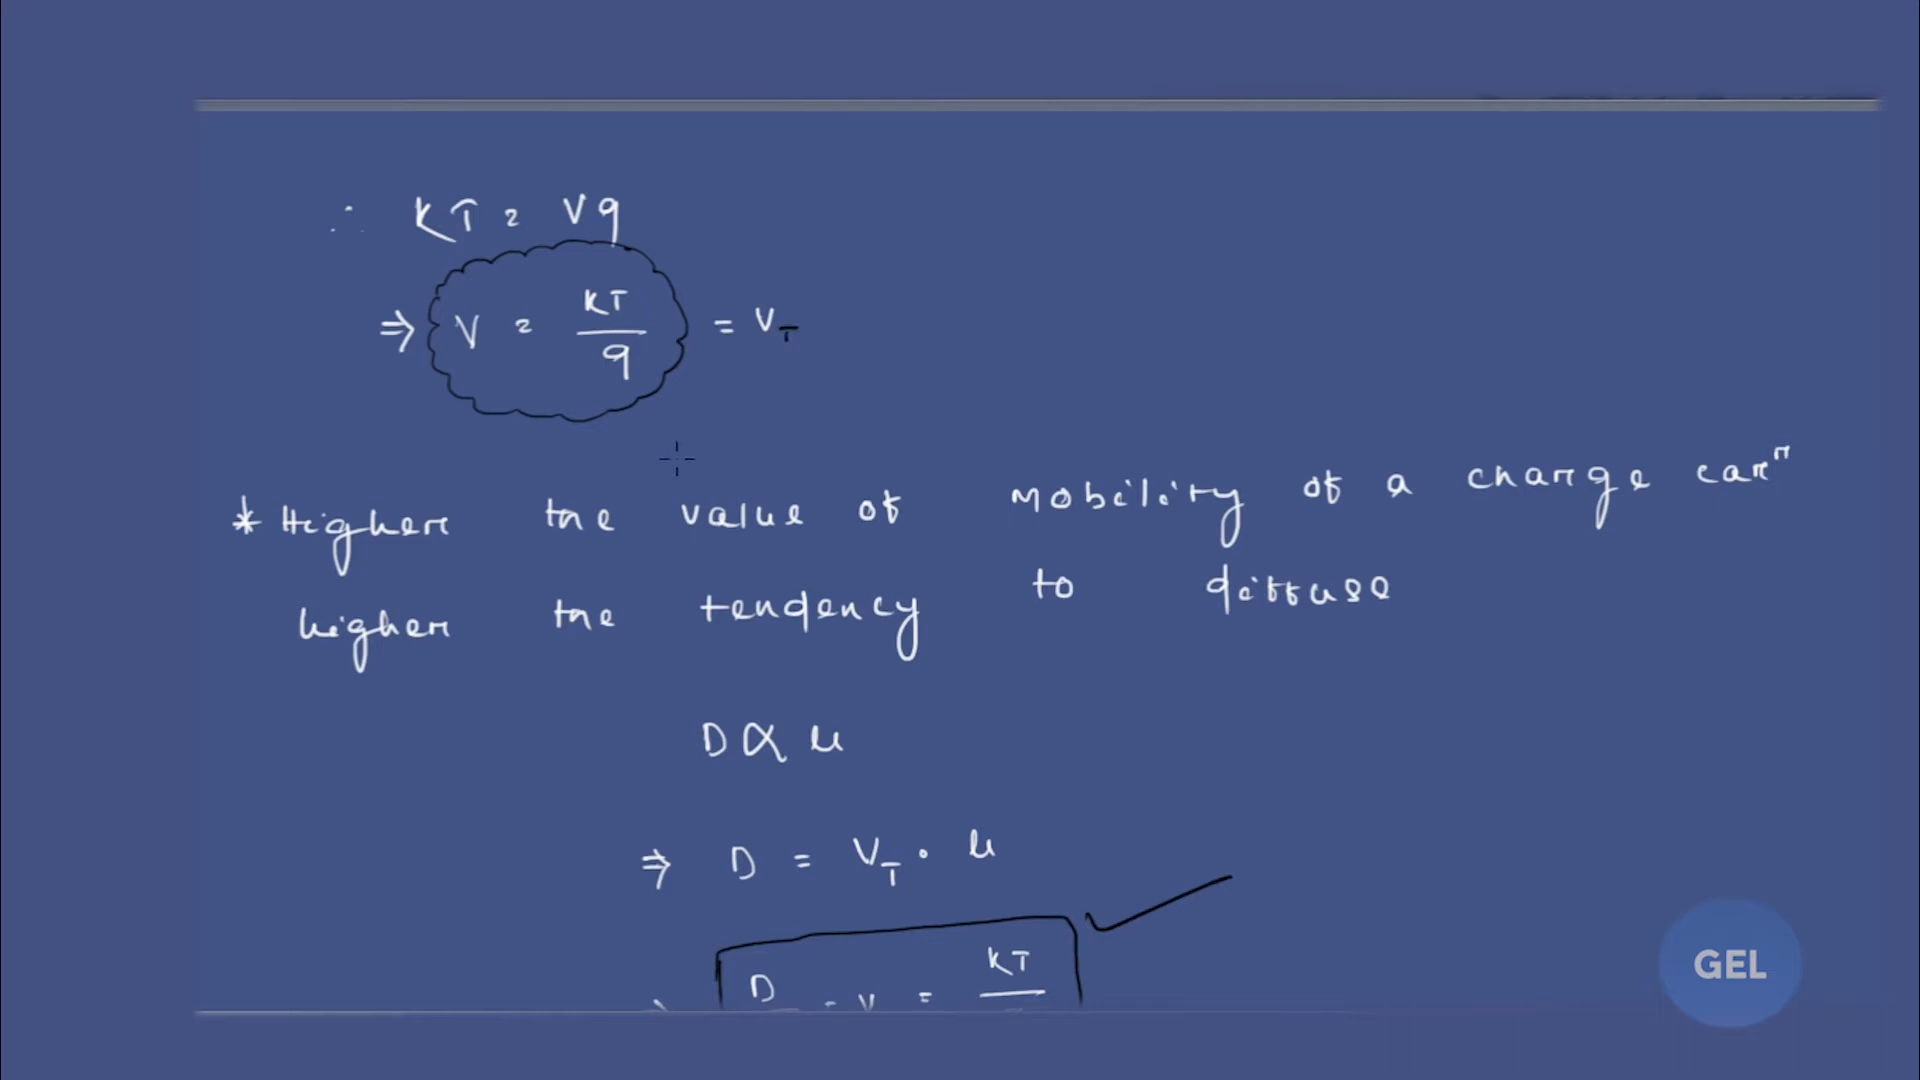 ∴ KT = Vq
⇒ V = KT/q = V_T
* Higher the value of mobility of a charge carrʳ
higher the tendency to diffuse
D ∝ μ
⇒ D = V_T · μ
D = V = KT
GEL